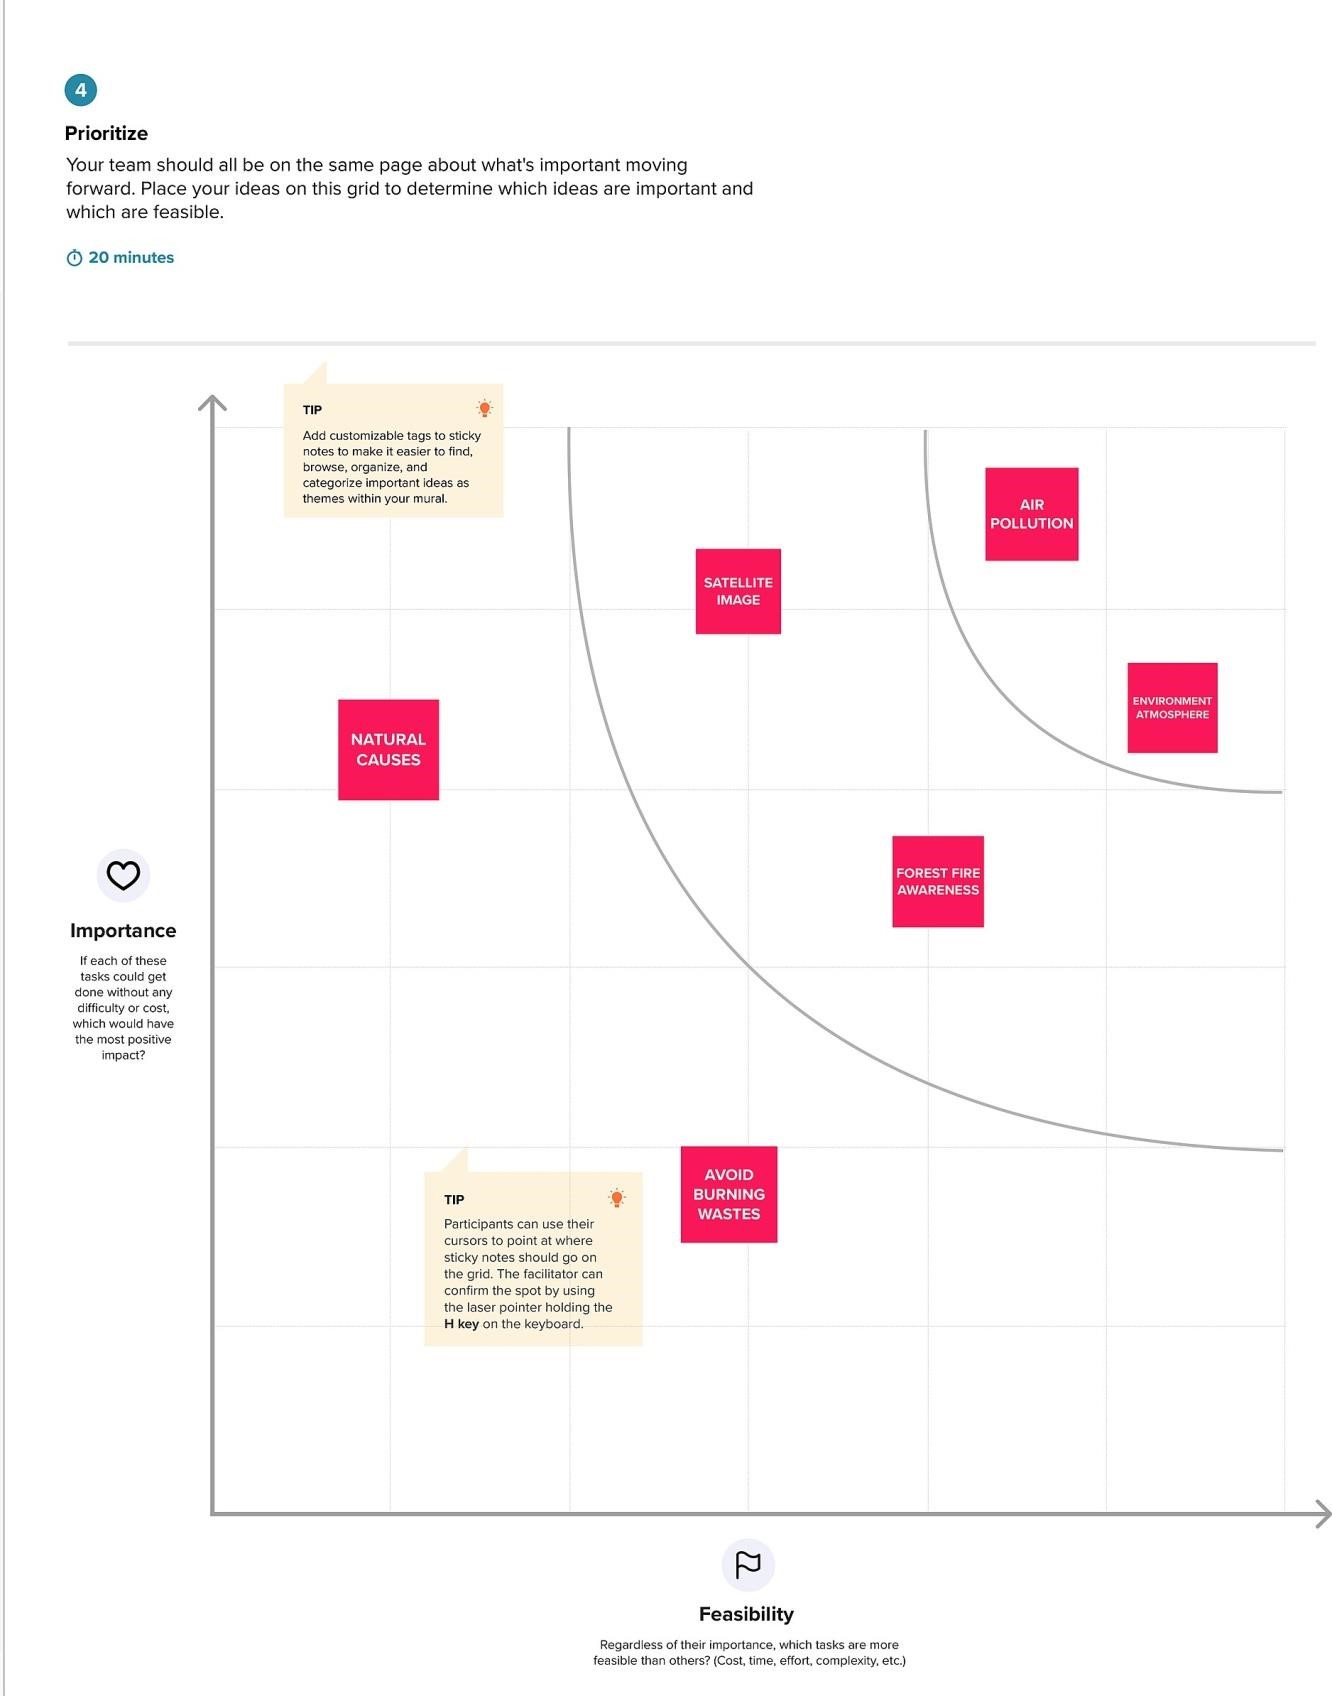 4
Prioritize
Your team should all be on the same page about what's important moving
forward. Place your ideas on this grid to determine which ideas are important and
which are feasible.
20 minutes
TIP
Add customizable tags to sticky
notes to make it easier to find,
browse, organize, and
categorize important ideas as
themes within your mural.
AIR
POLLUTION
SATELLITE
IMAGE
ENVIRONMENT
ATMOSPHERE
NATURAL
CAUSES
FOREST FIRE
AWARENESS
Importance
If each of these
tasks could get
done without any
difficulty or cost,
which would have
the most positive
impact?
AVOID
BURNING
WASTES
TIP
Participants can use their
cursors to point at where
sticky notes should go on
the grid. The facilitator can
confirm the spot by using
the laser pointer holding the
H key on the keyboard.
Feasibility
Regardless of their importance, which tasks are more
feasible than others? (Cost, time, effort, complexity, etc.)